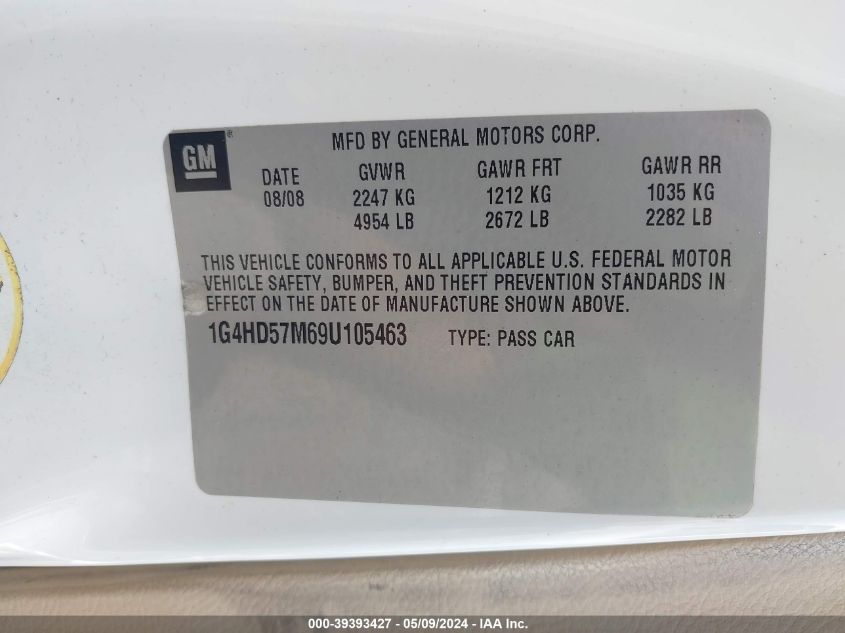 GM®
MFD BY GENERAL MOTORS CORP.
DATE GVWR GAWR FRT GAWR RR
08/08 2247 KG 1212 KG 1035 KG
4954 LB 2672 LB 2282 LB
THIS VEHICLE CONFORMS TO ALL APPLICABLE U.S. FEDERAL MOTOR
VEHICLE SAFETY, BUMPER, AND THEFT PREVENTION STANDARDS IN
EFFECT ON THE DATE OF MANUFACTURE SHOWN ABOVE.
1G4HD57M69U105463 TYPE: PASS CAR
000-39393427 - 05/09/2024 - IAA Inc.